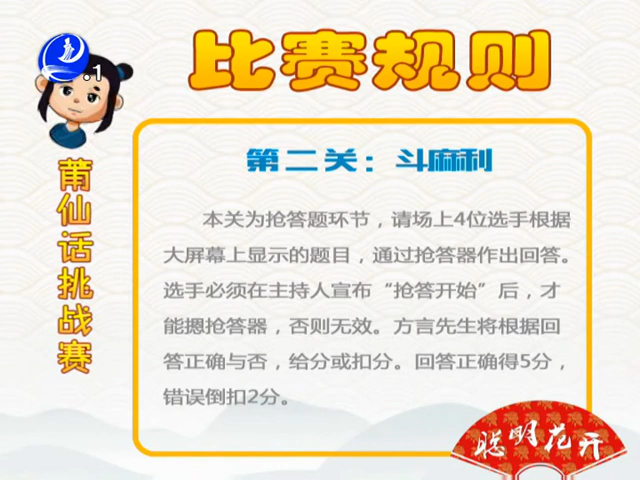 比赛规则
.1
莆仙话挑战赛
第二关：斗麻利
本关为抢答题环节，请场上4位选手根据
大屏幕上显示的题目，通过抢答器作出回答。
选手必须在主持人宣布“抢答开始”后，才
能摁抢答器，否则无效。方言先生将根据回
答正确与否，给分或扣分。回答正确得5分，
错误倒扣2分。
聪明花开